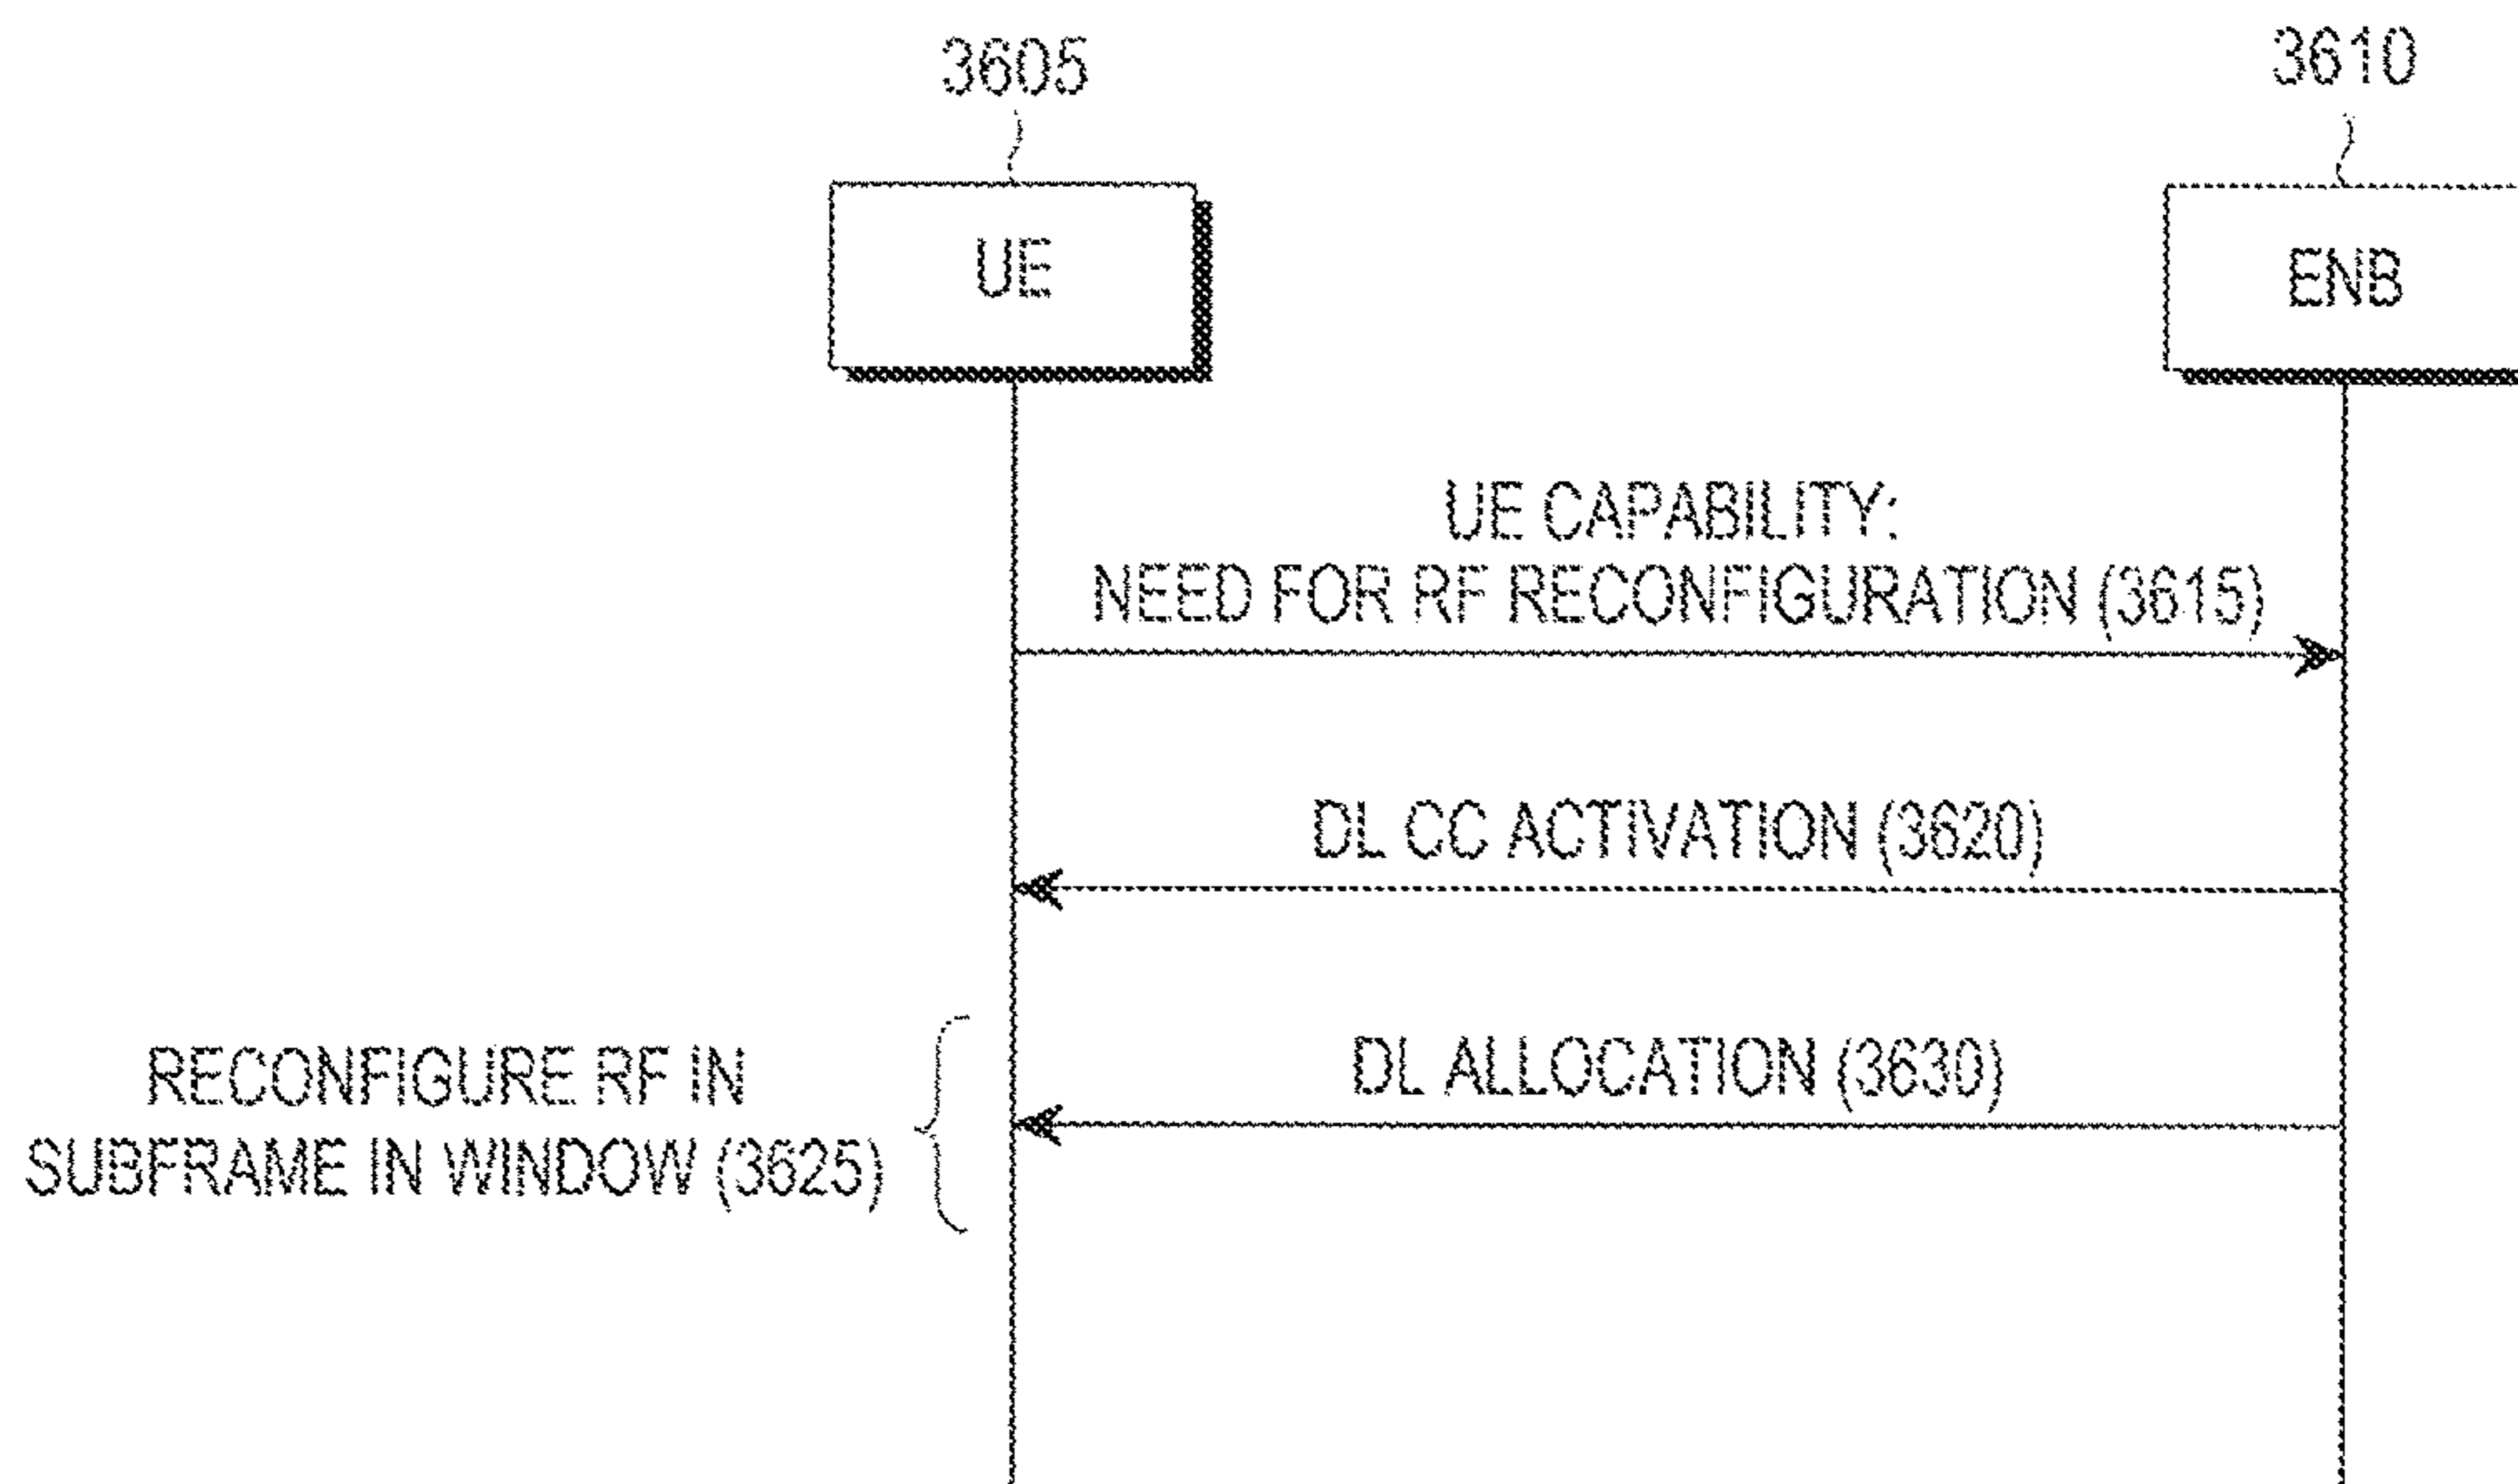 3605
3610
UE
ENB
UE CAPABILITY:
NEED FOR RF RECONFIGURATION (3615)
DL CC ACTIVATION (3620)
RECONFIGURE RF IN
SUBFRAME IN WINDOW (3625)
DL ALLOCATION (3630)